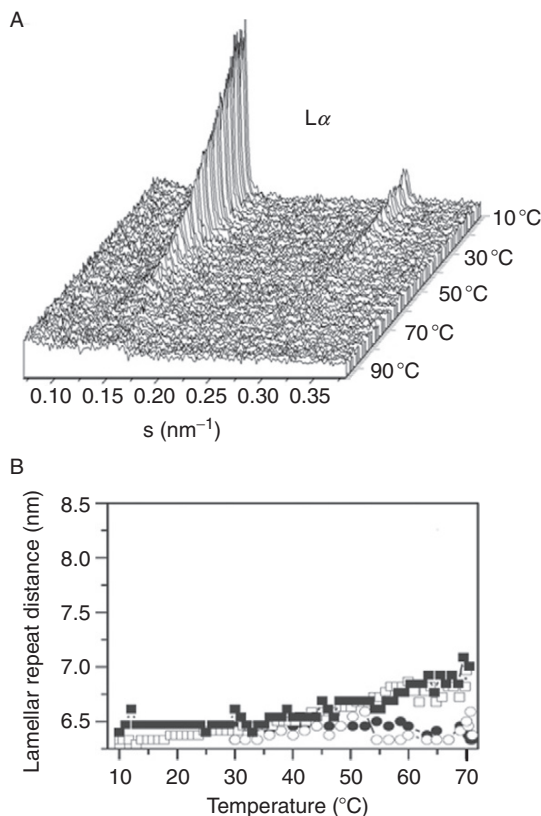 A
Lα
10 °C
30 °C
50 °C
70 °C
90 °C
0.10 0.15 0.20 0.25 0.30 0.35
s (nm⁻¹)
B
Lamellar repeat distance (nm)
8.5
8.0
7.5
7.0
6.5
10 20 30 40 50 60 70
Temperature (°C)